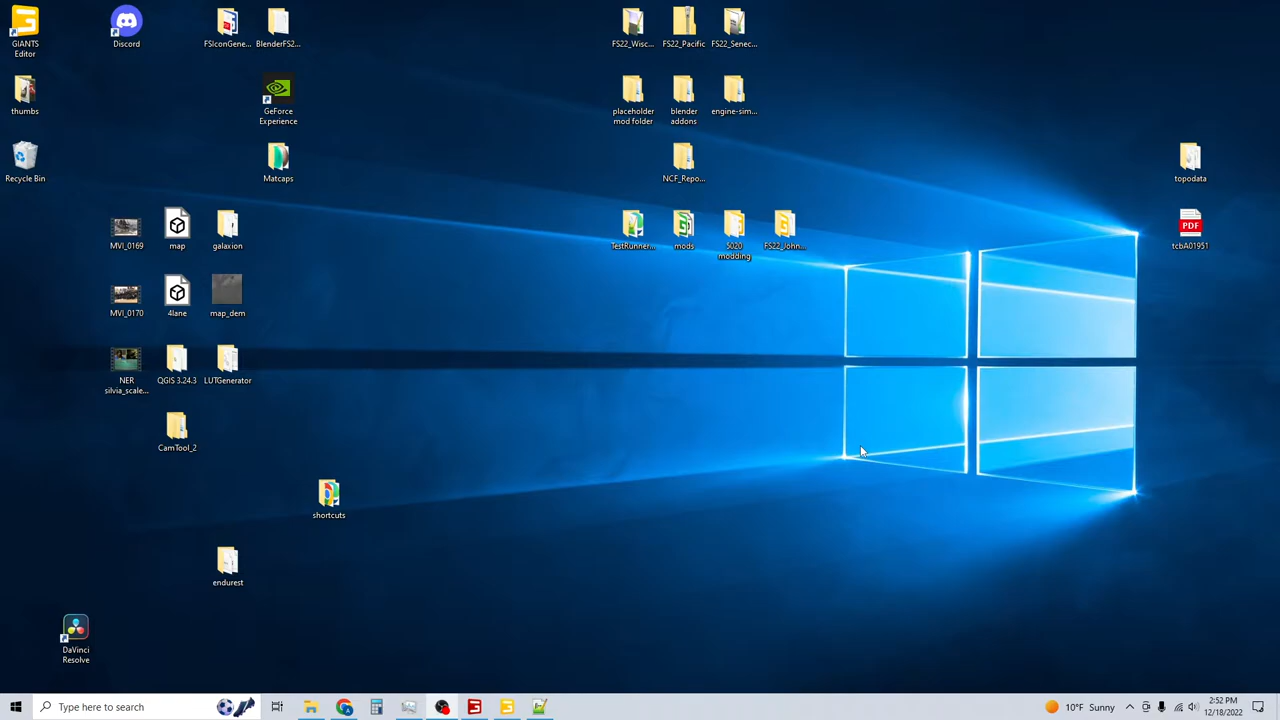 GIANTS
Editor
Discord
FSIconGene...
BlenderFS2...
FS22_Wisc...
FS22_Pacific
FS22_Senec...
thumbs
GeForce
Experience
placeholder
mod folder
blender
addons
engine-sim...
Recycle Bin
Matcaps
NCF_Repo...
topodata
MVI_0169
map
galaxion
TestRunner...
mods
5020
modding
FS22_John...
PDF
tcbA01951
MVI_0170
4lane
map_dem
NER
silvia_scale...
QGIS 3.24.3
LUTGenerator
CamTool_2
shortcuts
endurest
DaVinci
Resolve
Type here to search
10°F Sunny
2:52 PM
12/18/2022